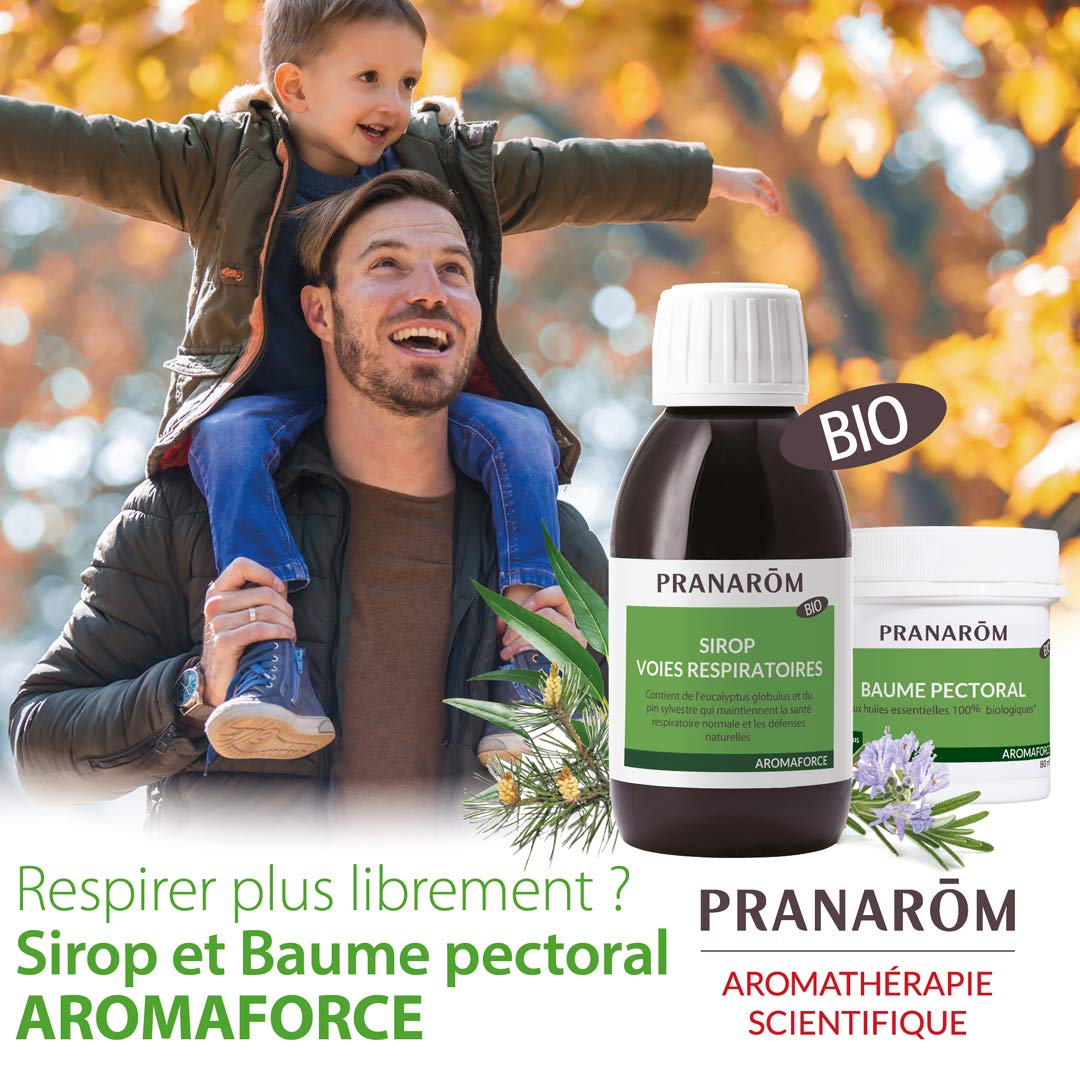 BIO
PRANARŌM
BIO
SIROP
VOIES RESPIRATOIRES
Contient de l'eucalyptus globulus et du
pin sylvestre qui maintiennent la santé
respiratoire normale et les défenses
naturelles
AROMAFORCE
PRANARŌM
BAUME PECTORAL
ux huiles essentielles 100% biologiques*
AROMAFORCE
80 m
Respirer plus librement ?
Sirop et Baume pectoral
AROMAFORCE
PRANARŌM
AROMATHÉRAPIE
SCIENTIFIQUE